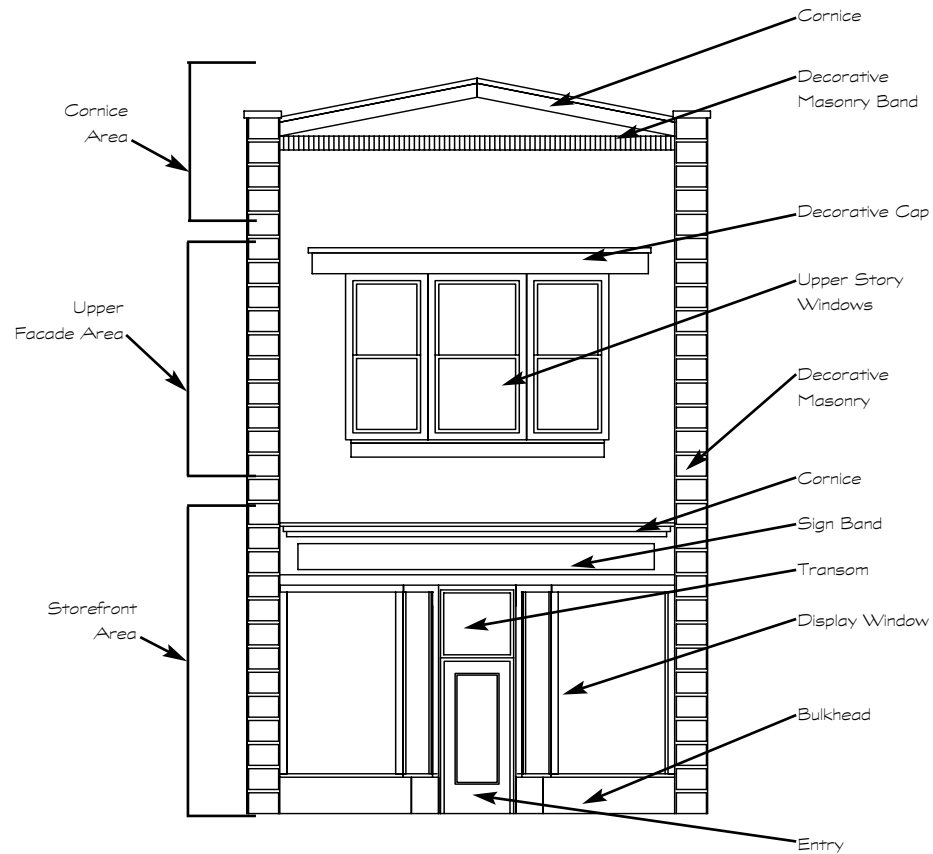 Cornice
Area
Upper
Facade Area
Storefront
Area
Cornice
Decorative
Masonry Band
Decorative Cap
Upper Story
Windows
Decorative
Masonry
Cornice
Sign Band
Transom
Display Window
Bulkhead
Entry